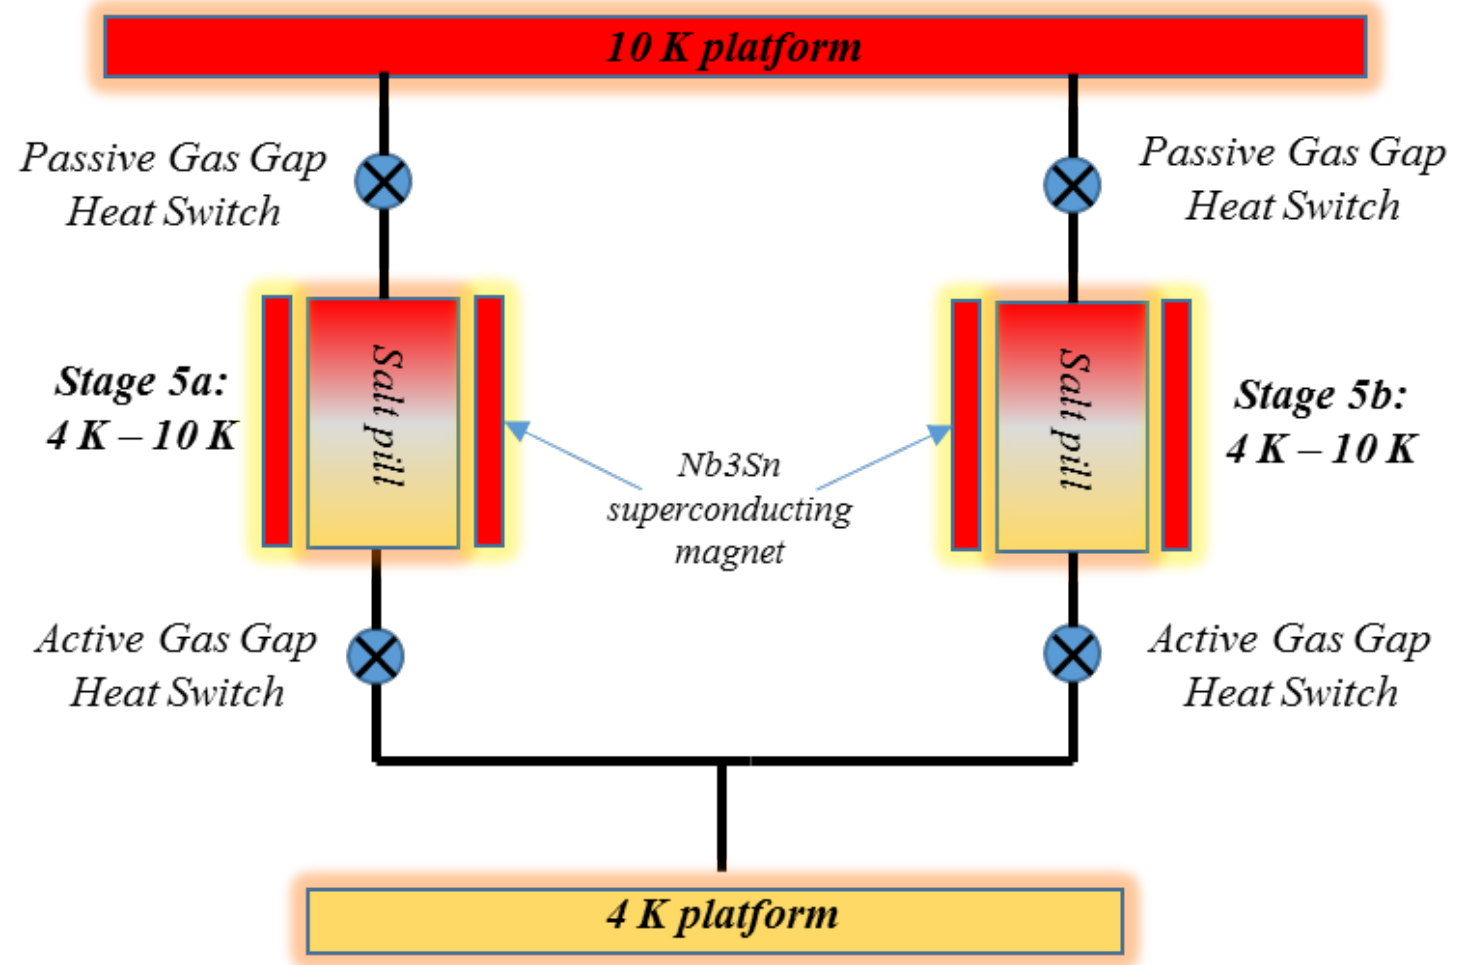 10 K platform
Passive Gas Gap
Heat Switch
Passive Gas Gap
Heat Switch
Stage 5a:
4 K – 10 K
Salt pill
Nb3Sn
superconducting
magnet
Salt pill
Stage 5b:
4 K – 10 K
Active Gas Gap
Heat Switch
Active Gas Gap
Heat Switch
4 K platform